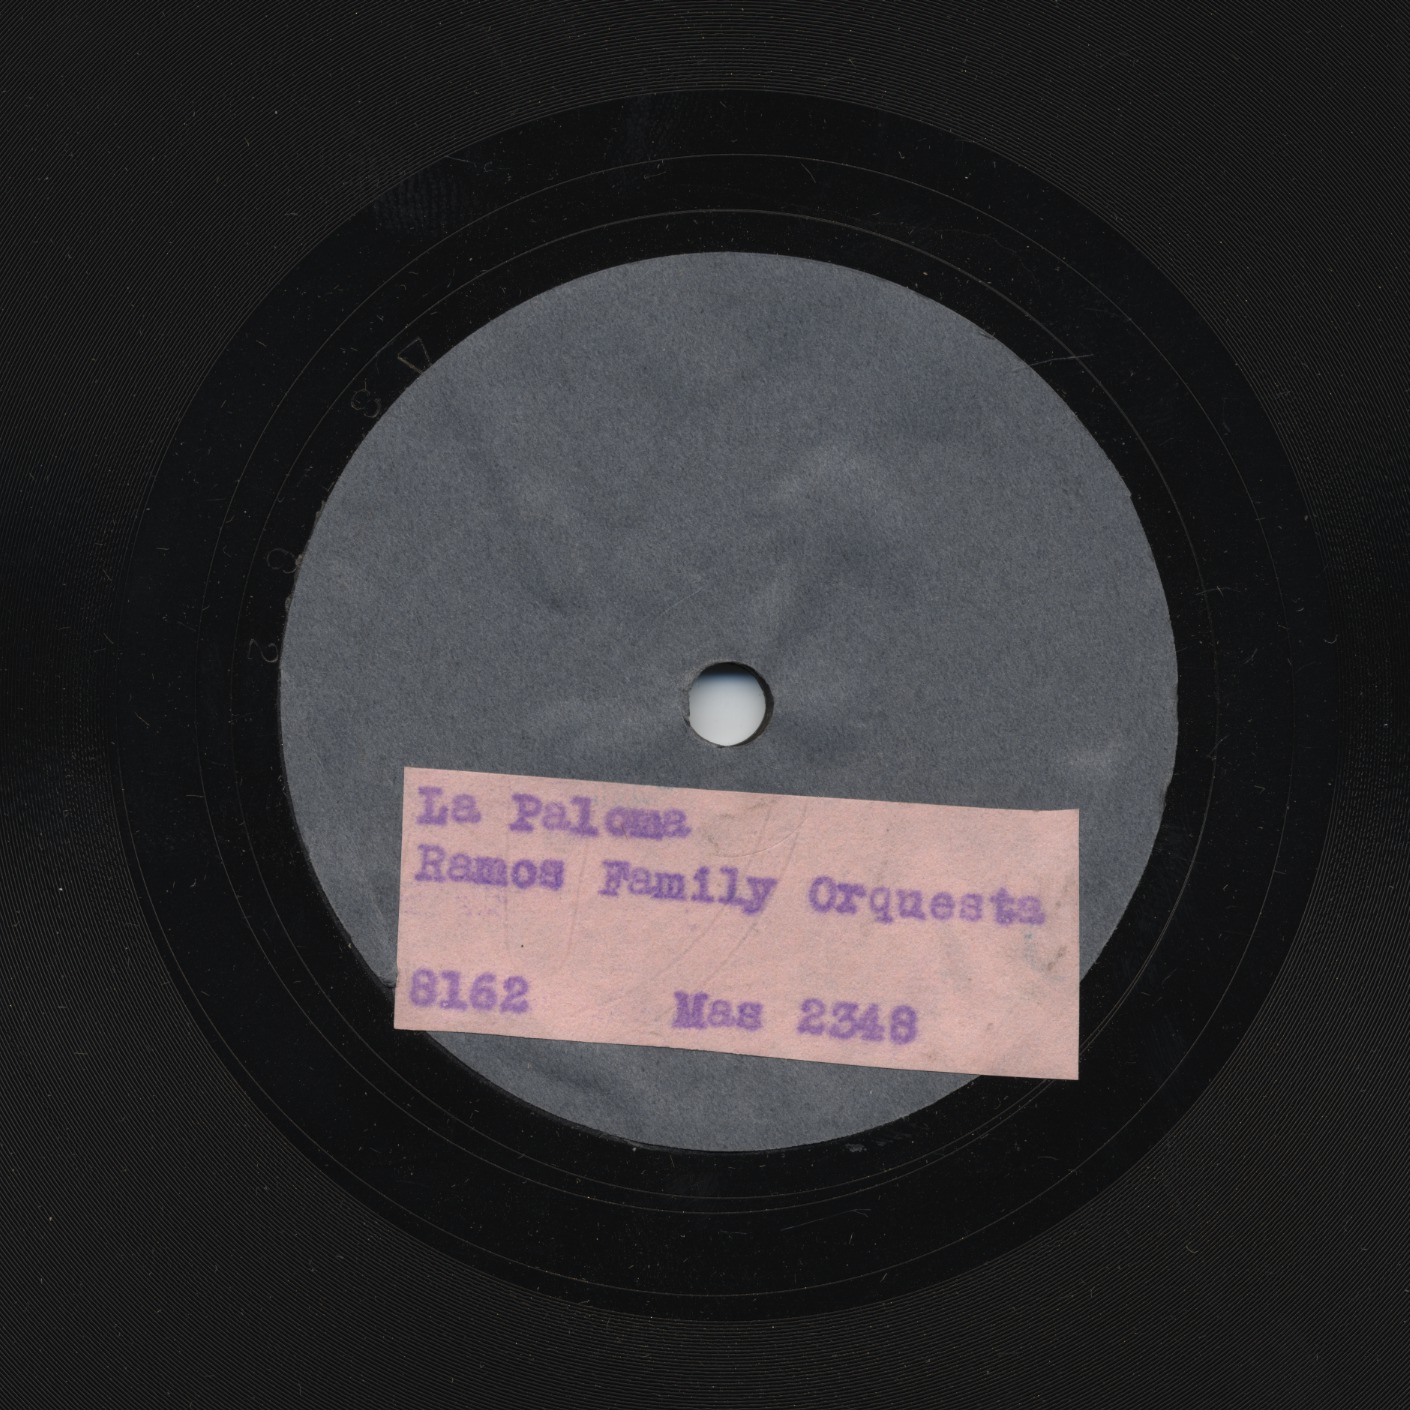 La Paloma
Ramos Family Orquesta
8162 Mas 2348